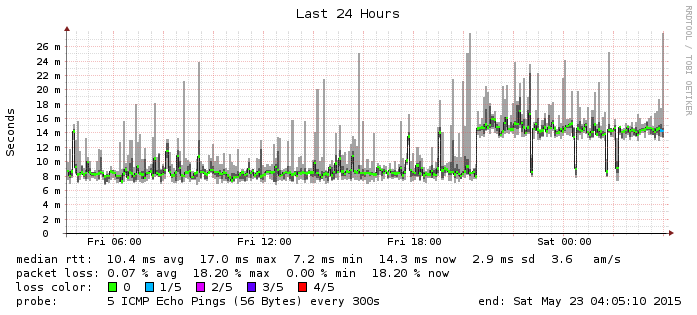 Last 24 Hours
RRDTOOL / TOBI OETIKER
Seconds
26 m
24 m
22 m
20 m
18 m
16 m
14 m
12 m
10 m
8 m
6 m
4 m
2 m
0
Fri 06:00 Fri 12:00 Fri 18:00 Sat 00:00
median rtt: 10.4 ms avg 17.0 ms max 7.2 ms min 14.3 ms now 2.9 ms sd 3.6 am/s
packet loss: 0.07 % avg 18.20 % max 0.00 % min 18.20 % now
loss color: 0 1/5 2/5 3/5 4/5
probe: 5 ICMP Echo Pings (56 Bytes) every 300s end: Sat May 23 04:05:10 2015